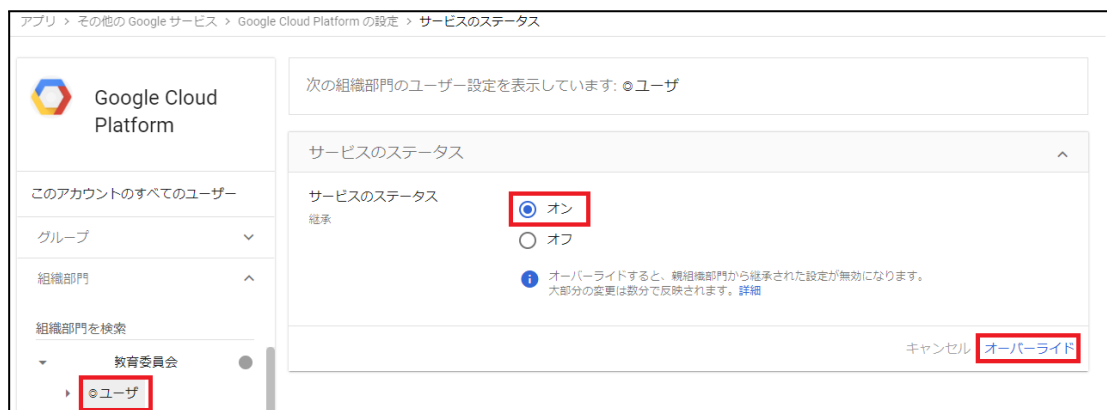 アプリ > その他の Google サービス > Google Cloud Platform の設定 > サービスのステータス
Google Cloud
Platform
このアカウントのすべてのユーザー
グループ
組織部門
組織部門を検索
教育委員会
◎ユーザ
次の組織部門のユーザー設定を表示しています: ◎ユーザ
サービスのステータス
サービスのステータス
継承
オン
オフ
オーバーライドすると、親組織部門から継承された設定が無効になります。
大部分の変更は数分で反映されます。詳細
キャンセル オーバーライド